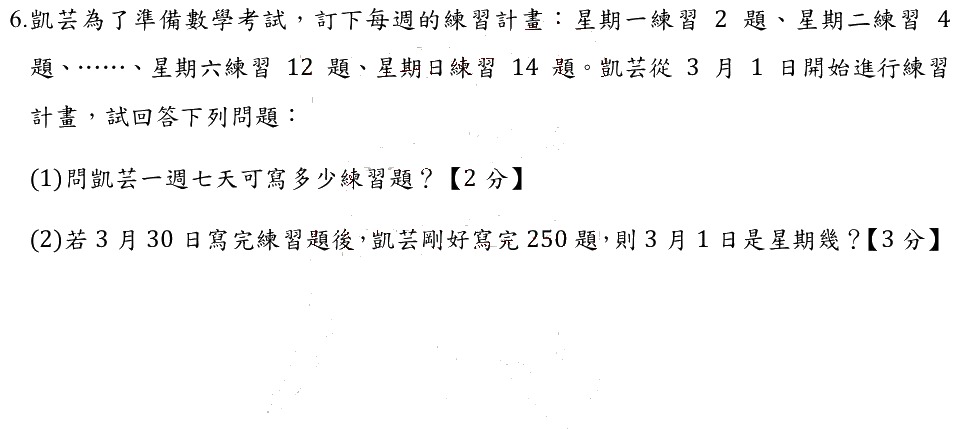 6.凱芸為了準備數學考試，訂下每週的練習計畫：星期一練習 2 題、星期二練習 4
題、⋯⋯、星期六練習 12 題、星期日練習 14 題。凱芸從 3 月 1 日開始進行練習
計畫，試回答下列問題：
(1)問凱芸一週七天可寫多少練習題？【2 分】
(2)若 3 月 30 日寫完練習題後，凱芸剛好寫完 250 題，則 3 月 1 日是星期幾？【3 分】